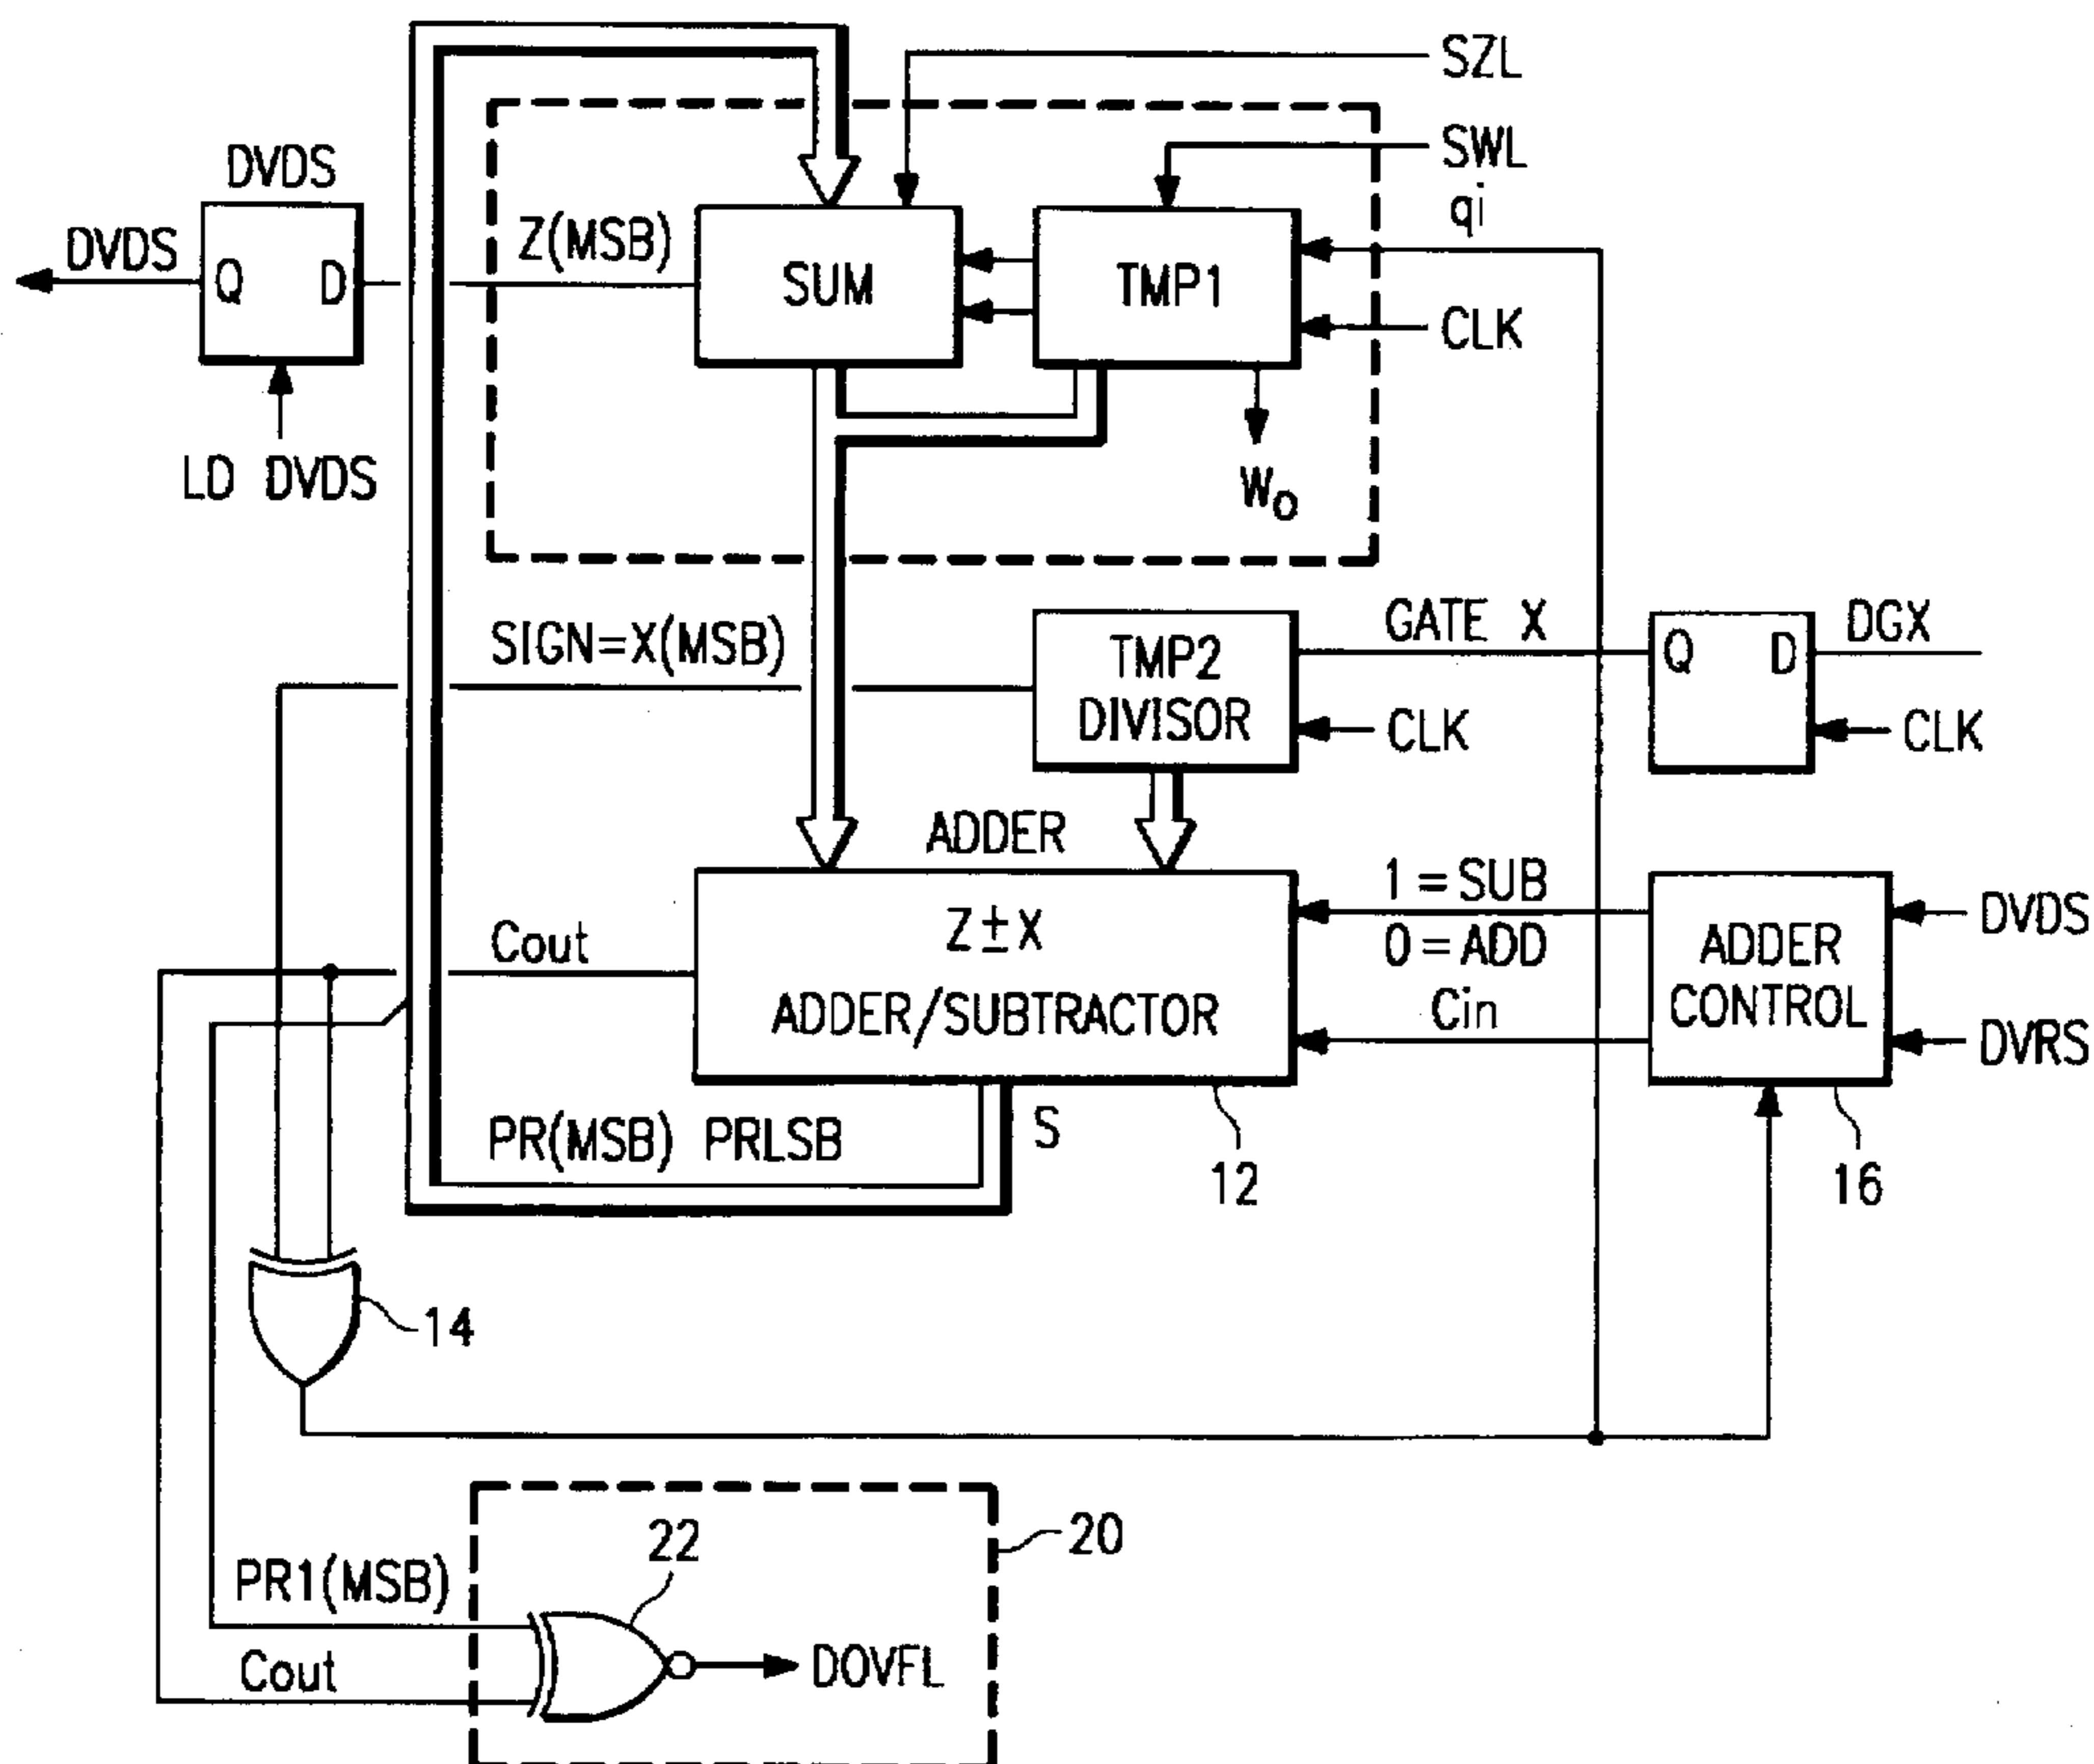 SZL
SWL
qi
DVDS
DVDS
Q D
Z(MSB)
SUM
TMP1
CLK
LD DVDS
Wo
SIGN=X(MSB)
TMP2
DIVISOR
GATE X
Q D
DGX
CLK
CLK
ADDER
Z±X
ADDER/SUBTRACTOR
1=SUB
0=ADD
Cin
ADDER
CONTROL
DVDS
DVRS
Cout
PR(MSB) PRLSB
S
12
16
14
20
22
PR1(MSB)
Cout
DOVFL